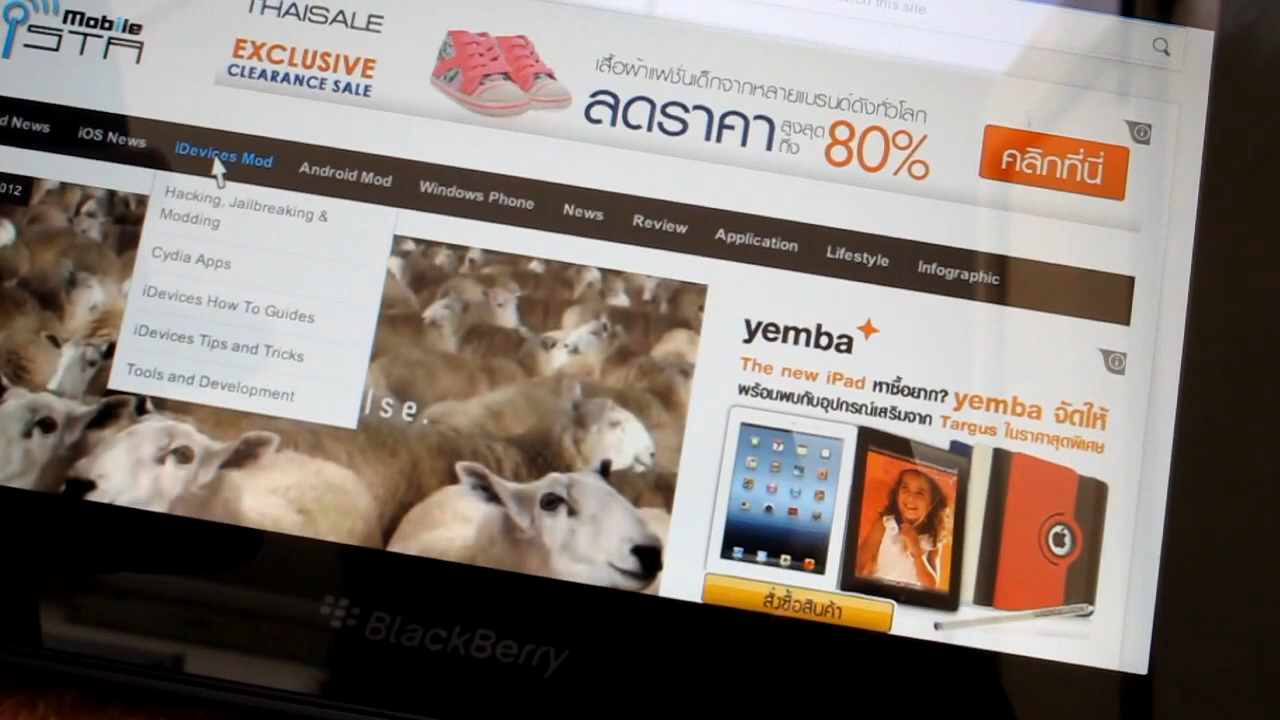 Mobile
iSTA
THAISALE
EXCLUSIVE
CLEARANCE SALE
เสื้อผ้าแฟชั่นเด็กจากหลายแบรนด์ดังทั่วโลก
ลดราคา สูงสุดถึง 80%
คลิกที่นี่
this site
d News
iOS News
iDevices Mod
Android Mod
Windows Phone
News
Review
Application
Lifestyle
Infographic
012
Hacking, Jailbreaking &
Modding
Cydia Apps
iDevices How To Guides
iDevices Tips and Tricks
Tools and Development
lse.
yemba
The new iPad หาซื้อยาก? yemba จัดให้
พร้อมพบกับอุปกรณ์เสริมจาก Targus ในราคาสุดพิเศษ
สั่งซื้อสินค้า
BlackBerry